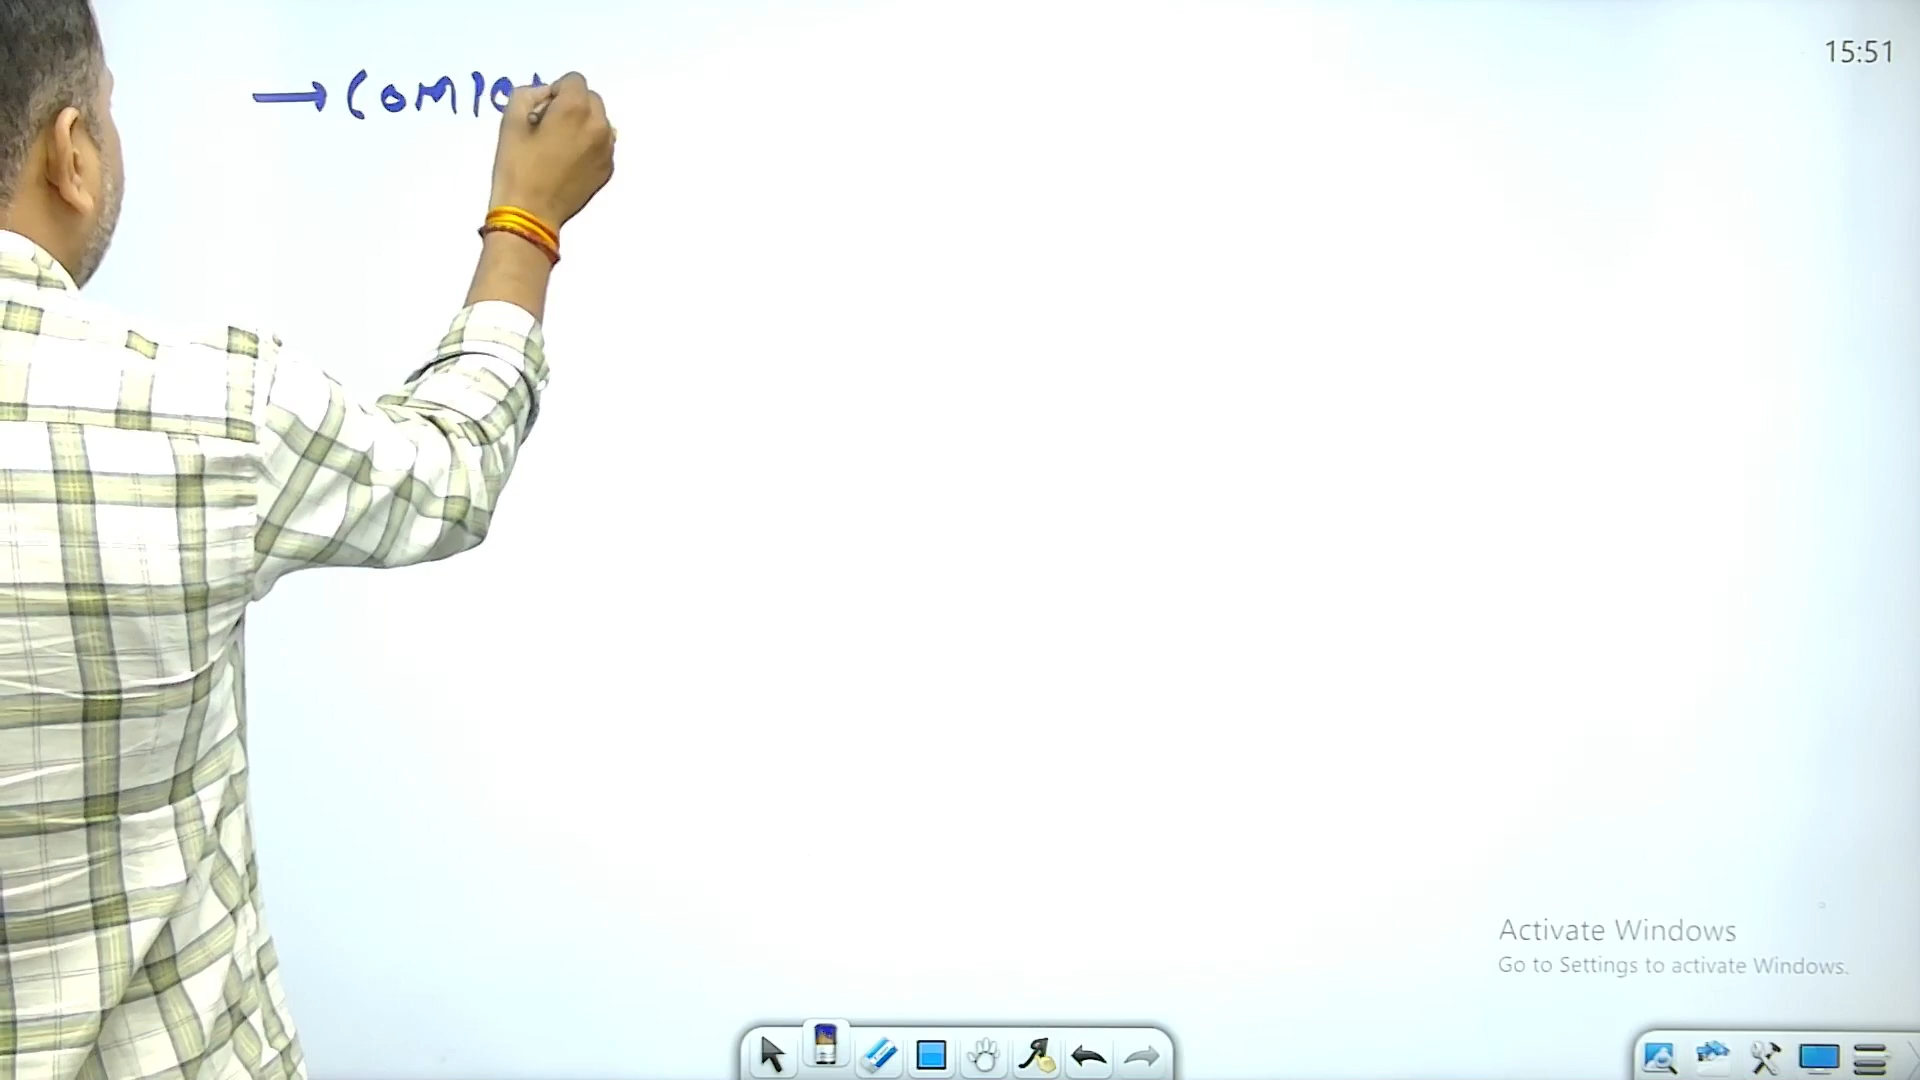 15:51
→
Activate Windows
Go to Settings to activate Windows.